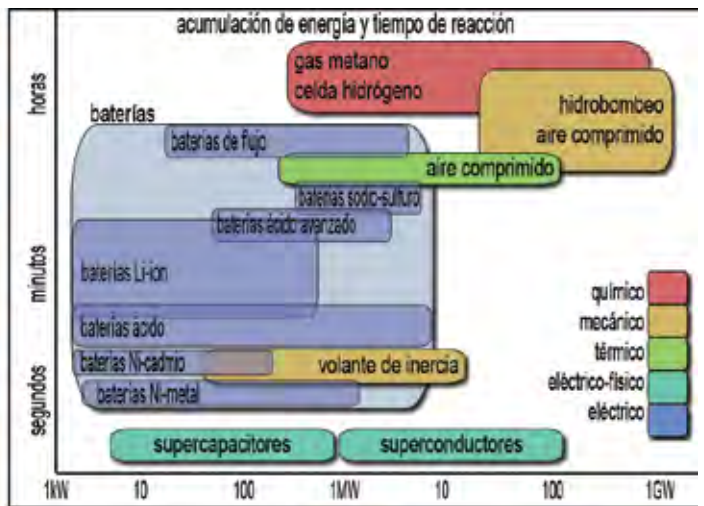 acumulación de energía y tiempo de reacción
gas metano
celda hidrógeno
hidrobombeo
aire comprimido
baterías
baterías de flujo
aire comprimido
baterías sodio-sulfuro
baterías ácido avanzado
baterías Li-ion
baterías ácido
baterías Ni-cadmio
volante de inercia
baterías Ni-metal
supercapacitores
superconductores
horas
minutos
segundos
químico
mecánico
térmico
eléctrico-físico
eléctrico
1kW 10 100 1MW 10 100 1GW